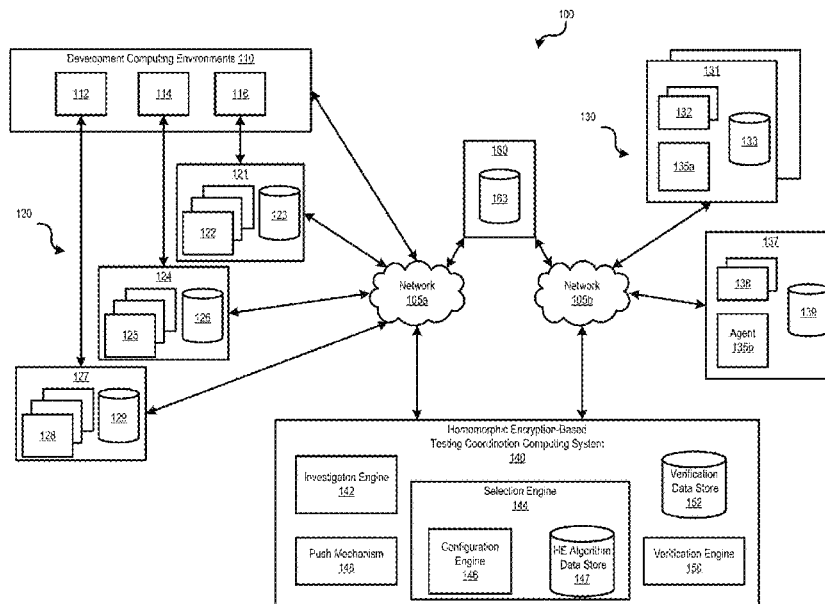 100
Development Computing Environments 110
112
114
116
131
132
133
135a
130
160
163
121
122
123
120
137
138
139
Agent
135b
124
125
126
Network
105a
Network
105b
127
128
129
Homomorphic Encryption-Based
Testing Coordination Computing System
140
Investigation Engine
142
Selection Engine
144
Verification
Data Store
152
Push Mechanism
148
Configuration
Engine
146
HE Algorithm
Data Store
147
Verification Engine
150